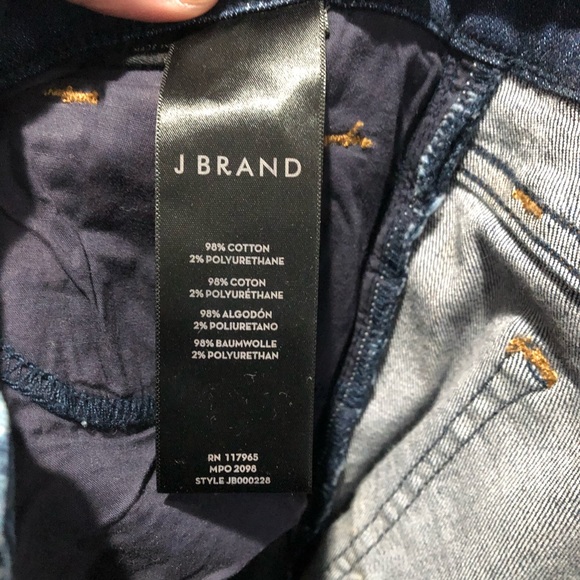 J BRAND
98% COTTON
2% POLYURETHANE
98% COTON
2% POLYURÉTHANE
98% ALGODÓN
2% POLIURETANO
98% BAUMWOLLE
2% POLYURETHAN
RN 117965
MPO 2098
STYLE JB000228